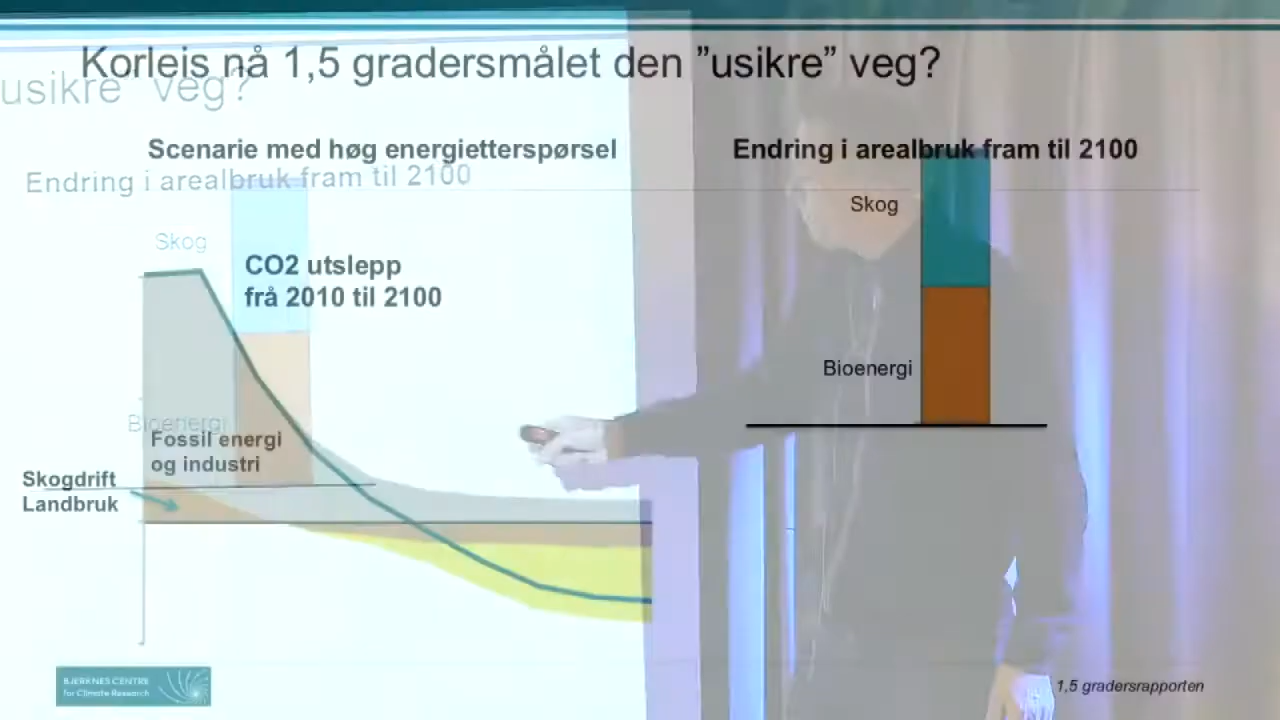 Korleis nå 1,5 gradersmålet den ”usikre” veg?
usikre” veg?
Scenarie med høg energietterspørsel
Endring i arealbruk fram til 2100
Endring i arealbruk fram til 2100
Skog
Skog
CO2 utslepp
frå 2010 til 2100
Bioenergi
Bioenergi
Fossil energi
og industri
Skogdrift
Landbruk
BJERKNES CENTRE
for Climate Research
1,5 gradersrapporten